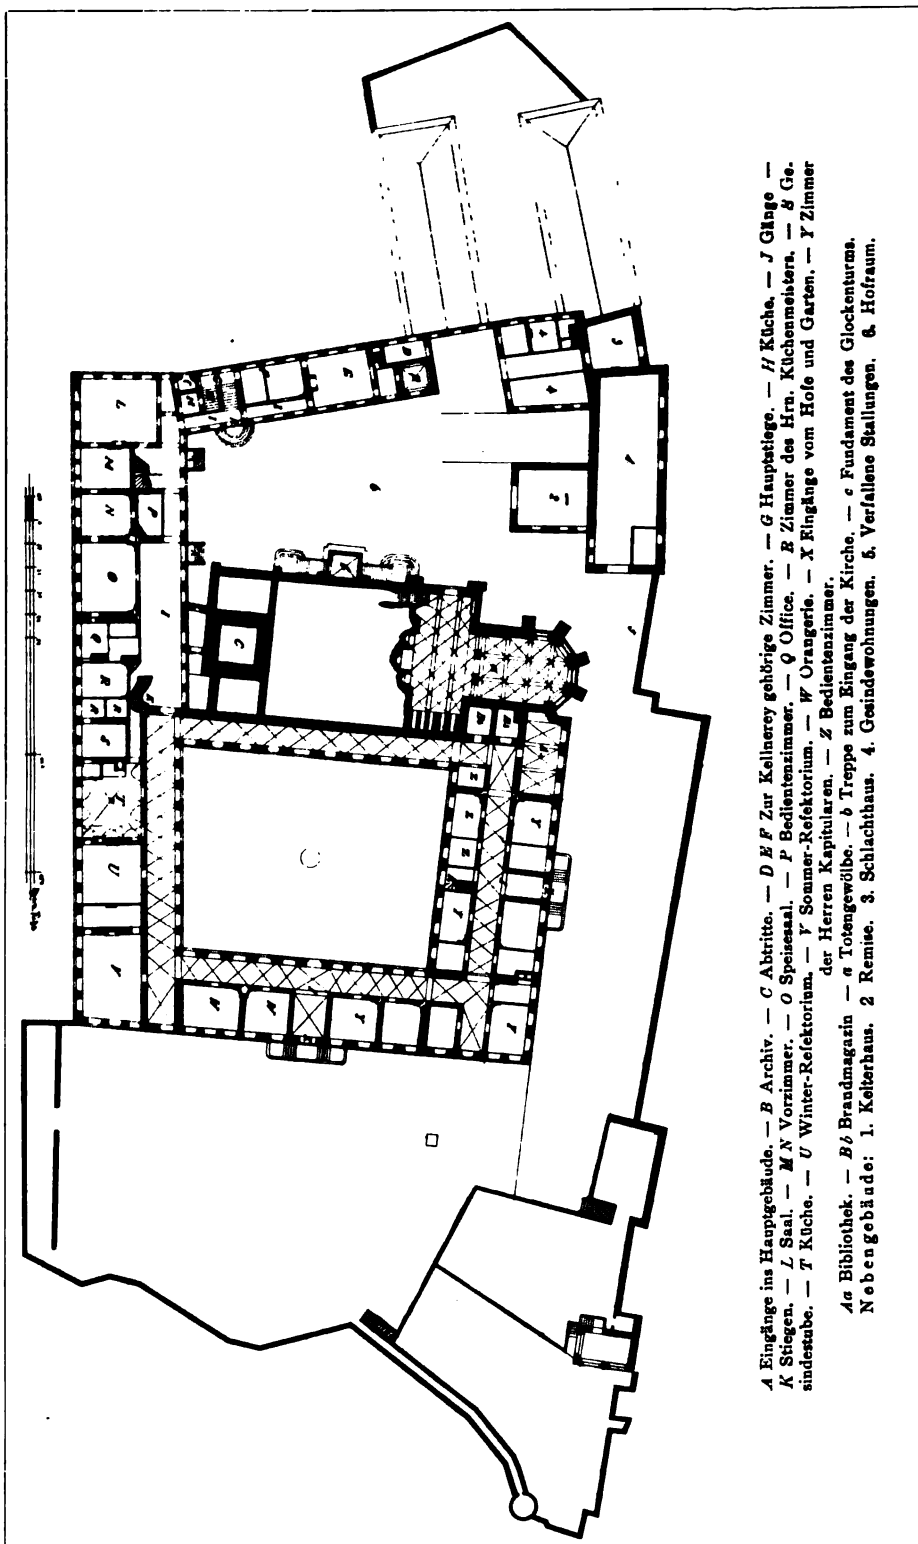 A Eingänge ins Hauptgebäude. — B Archiv. — C Abtritte. — D E F Zur Kellnerey gehörige Zimmer. — G Hauptstiege. — H Küche. — J Gänge —
K Stiegen. — L Saal. — M N Vorzimmer. — O Speisesaal. — P Bedientenzimmer. — Q Office. — R Zimmer des Hrn. Küchenmeisters. — S Ge-
sindestube. — T Küche. — U Winter-Refektorium. — V Sommer-Refektorium. — W Orangerie. — X Eingänge vom Hofe und Garten. — Y Zimmer
der Herren Kapitularen. — Z Bedientenzimmer.
Aa Bibliothek. — Bb Brandmagazin — a Totengewölbe. — b Treppe zum Eingang der Kirche. — c Fundament des Glockenturms.
Nebengebäude: 1. Kelterhaus. 2 Remise. 3. Schlachthaus. 4. Gesindewohnungen. 5. Verfallene Stallungen. 6. Hofraum.